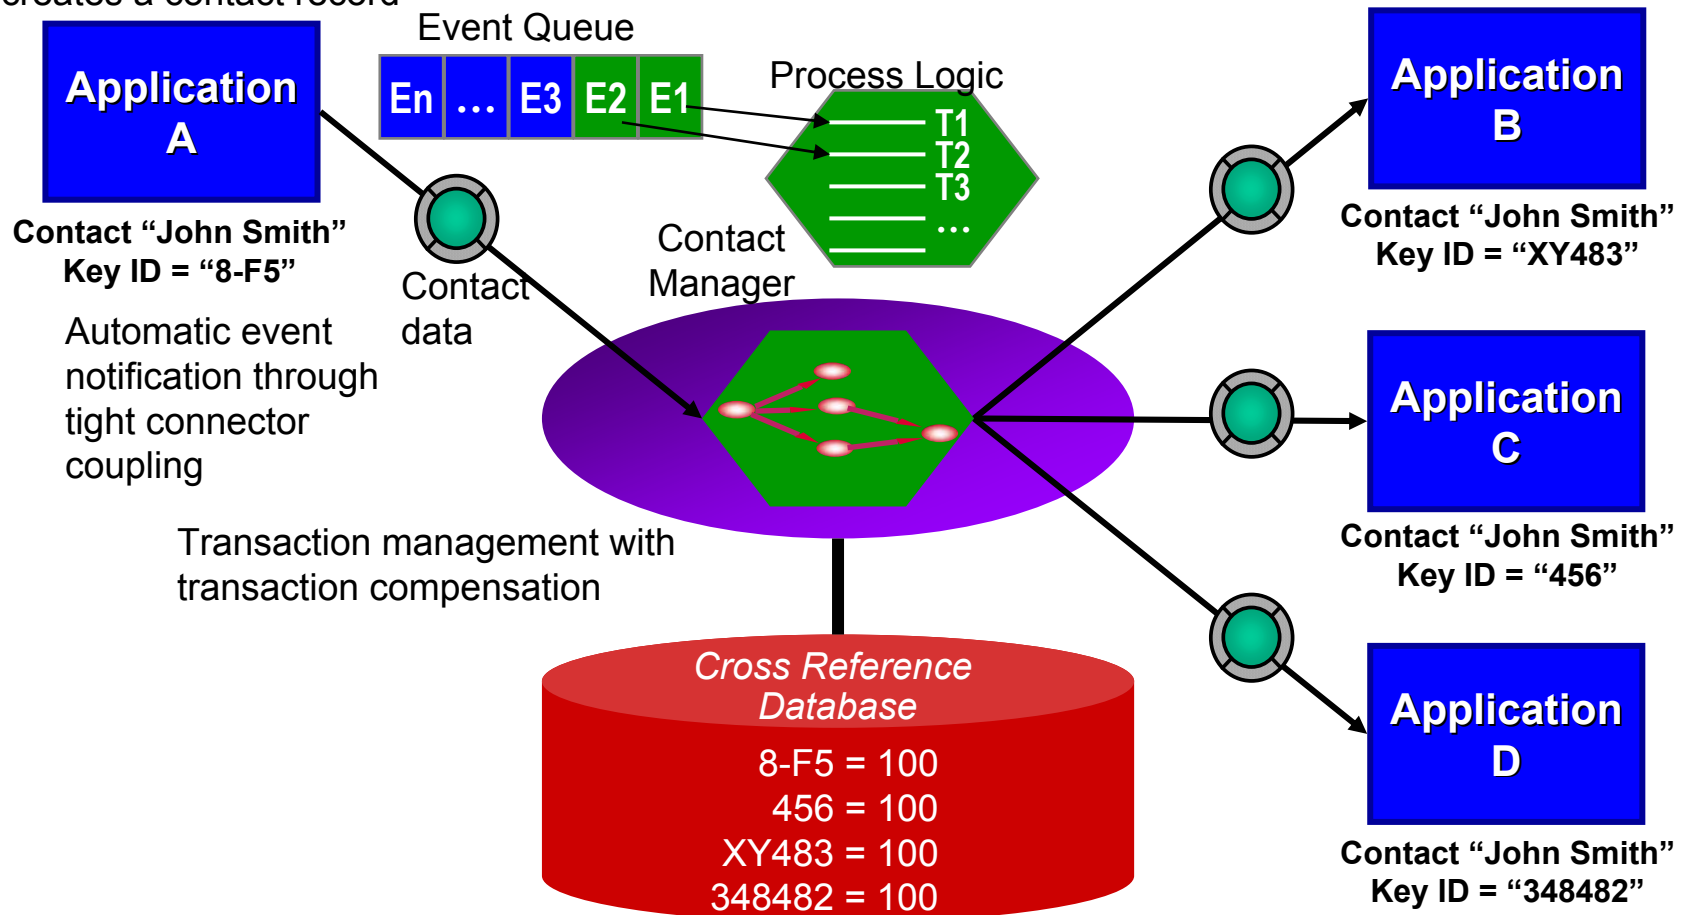 creates a contact record
Event Queue
Application
A
En … E3 E2 E1
Process Logic
T1
T2
T3
…
Application
B
Contact “John Smith”
Key ID = “8-F5”
Contact
data
Contact
Manager
Contact “John Smith”
Key ID = “XY483”
Automatic event
notification through
tight connector
coupling
Application
C
Contact “John Smith”
Key ID = “456”
Transaction management with
transaction compensation
Cross Reference
Database
8-F5 = 100
456 = 100
XY483 = 100
348482 = 100
Application
D
Contact “John Smith”
Key ID = “348482”